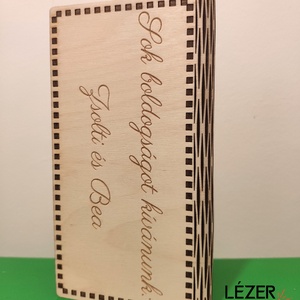 Sok boldogságot kívánunk:
Zsolti és Bea
LÉZER